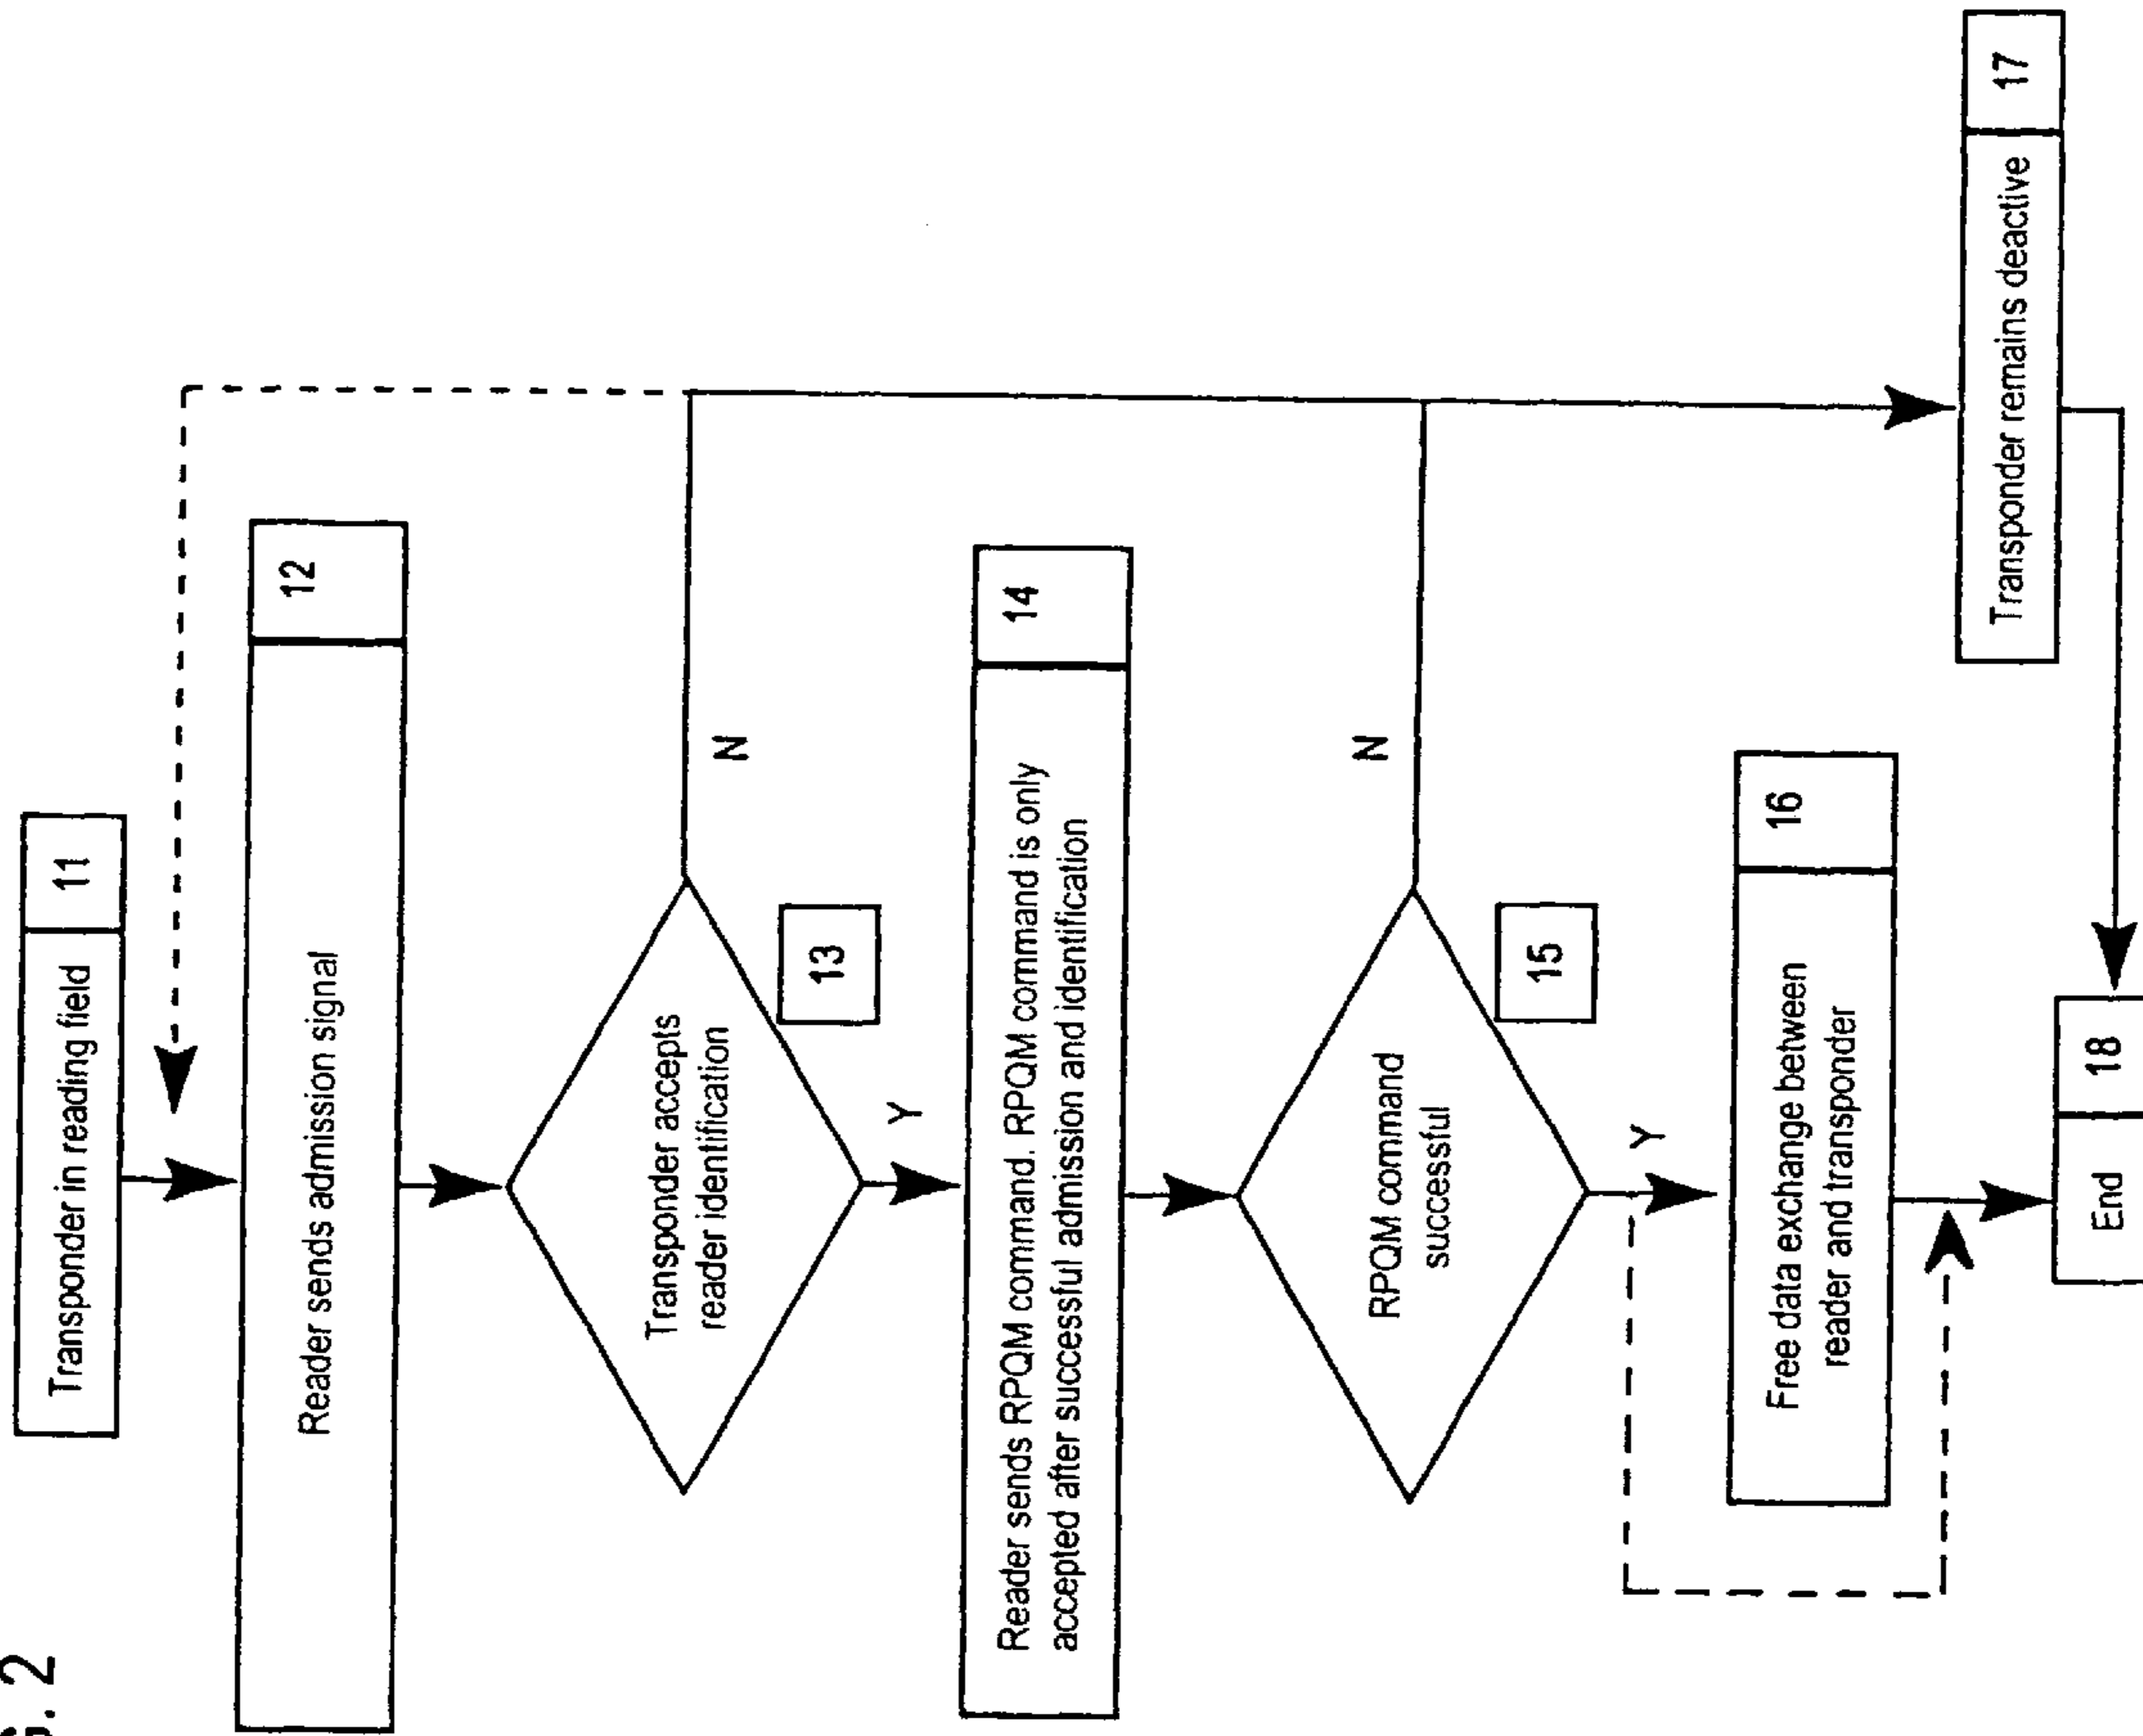 G. 2
Transponder in reading field 11
Reader sends admission signal 12
Transponder accepts
reader identification
13
N
Y
Reader sends RPQM command. RPQM command is only
accepted after successful admission and identification
14
RPQM command
successful
15
N
Y
Free data exchange between
reader and transponder
16
Transponder remains deactive 17
End 18